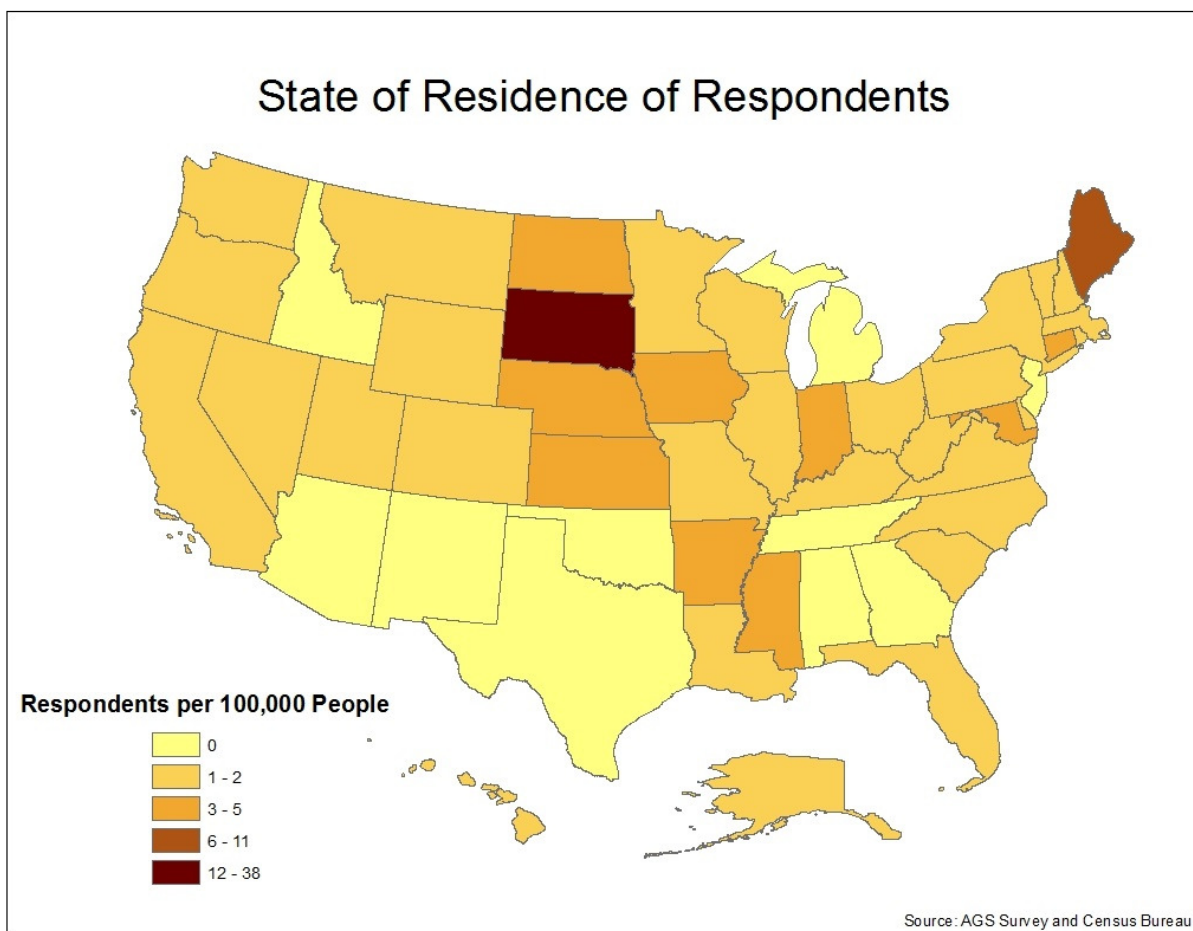 State of Residence of Respondents
Respondents per 100,000 People
0
1 - 2
3 - 5
6 - 11
12 - 38
Source: AGS Survey and Census Bureau